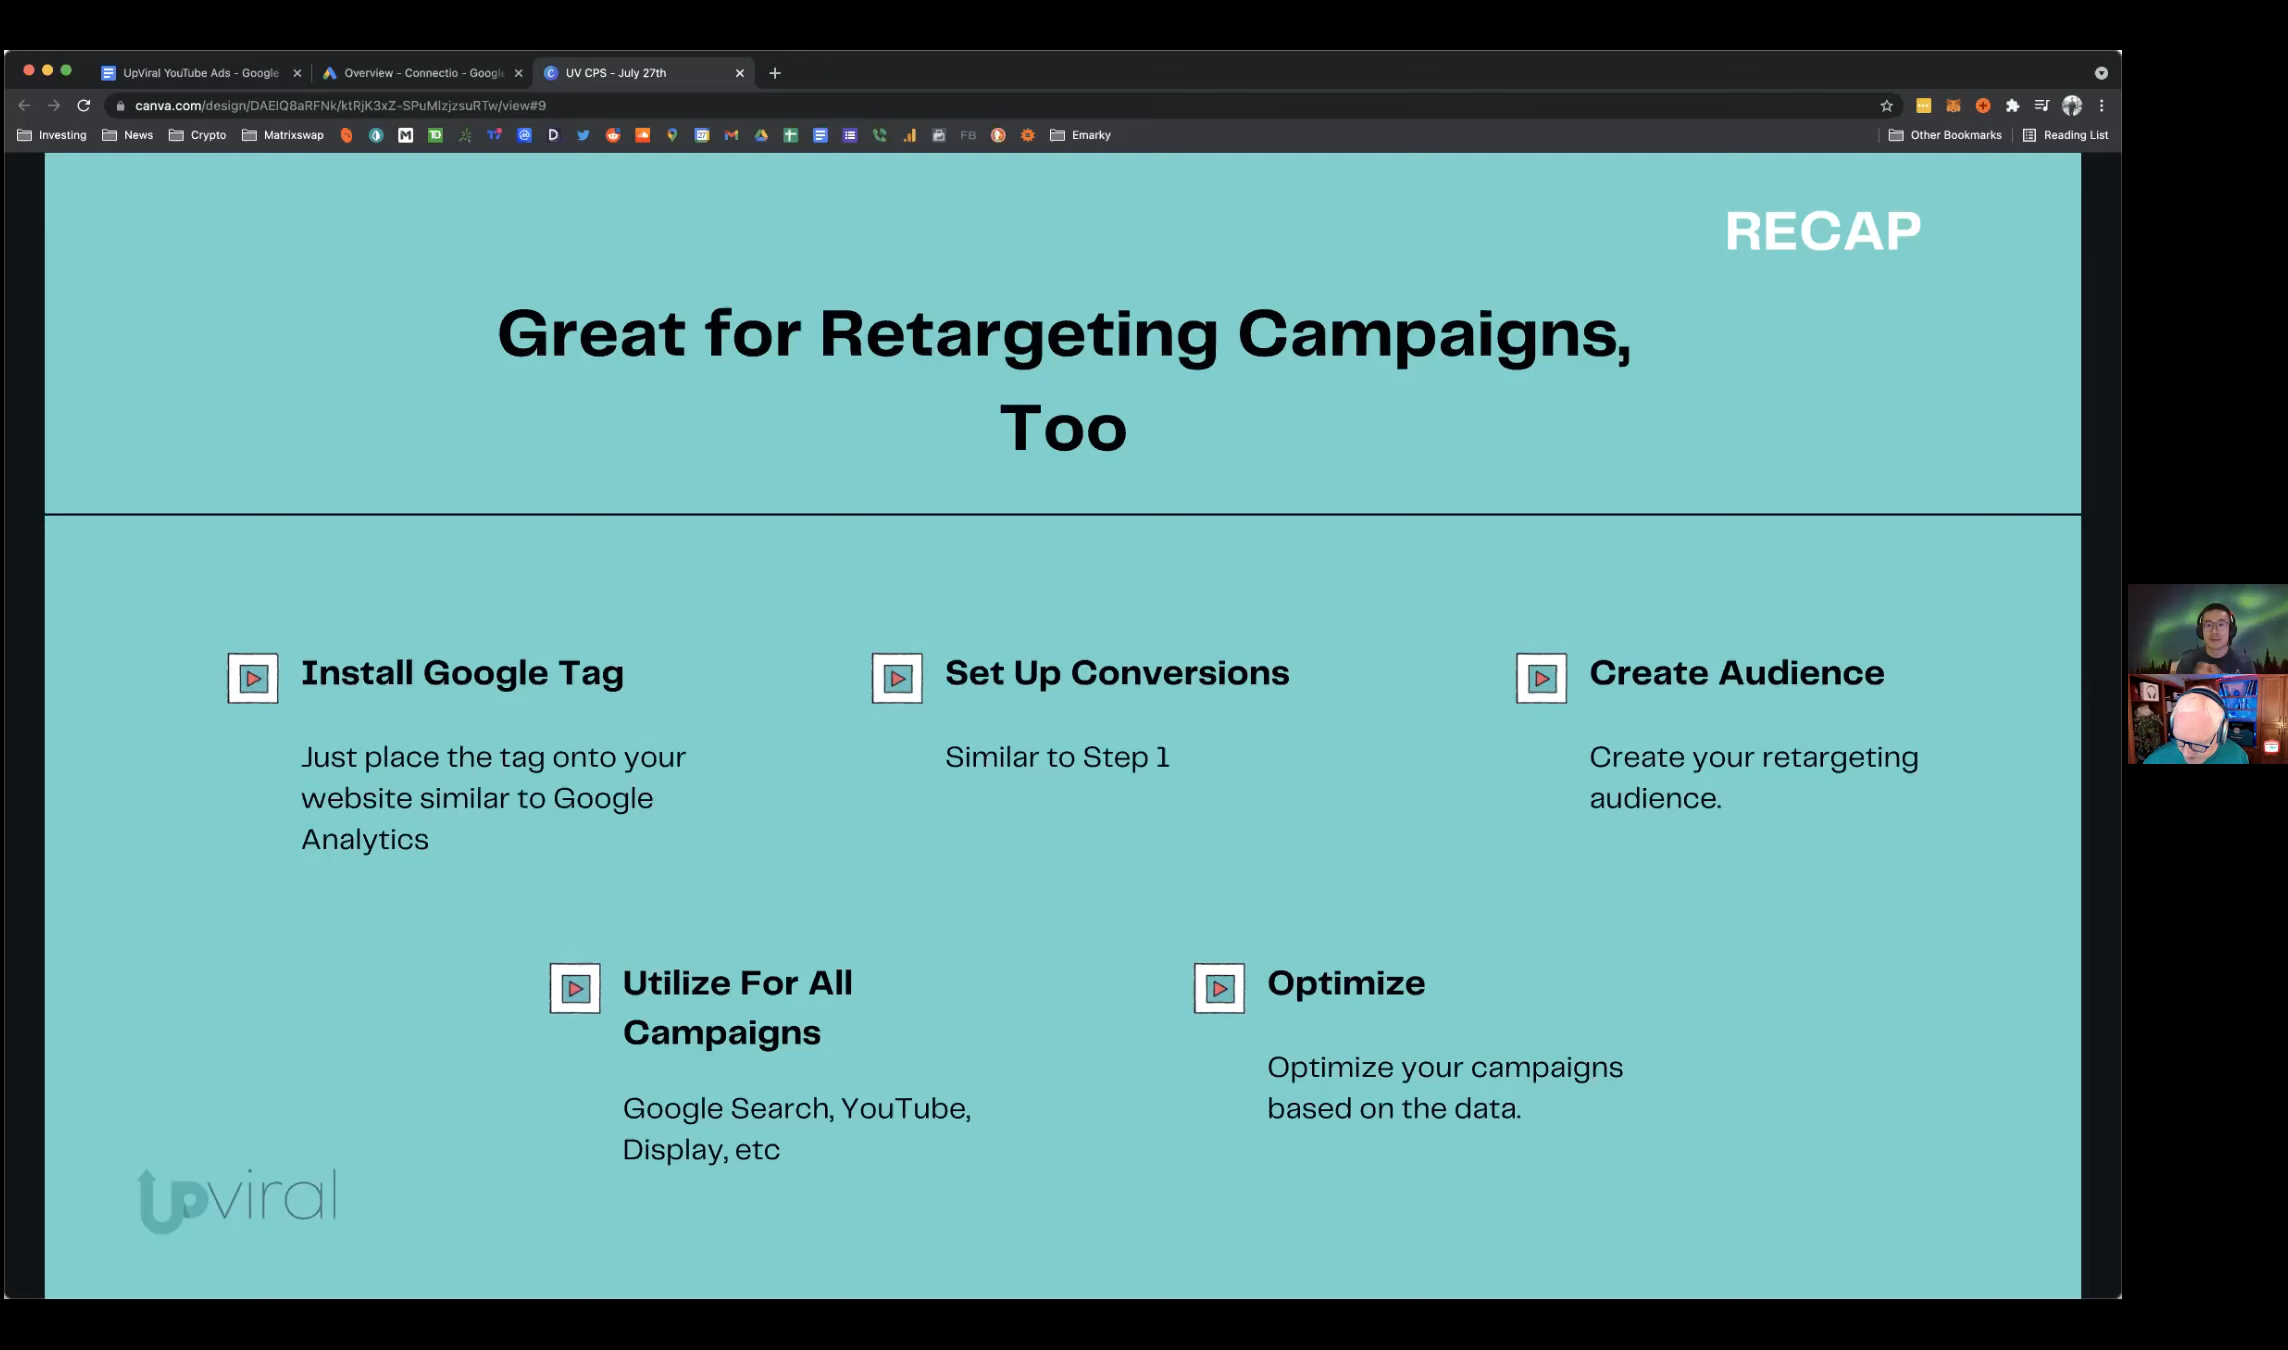 UpViral YouTube Ads - Google
Overview - Connectio - Google
UV CPS - July 27th
canva.com/design/DAElQ8aRFNk/ktRjK3xZ-SPuMlzjzsuRTw/view#9
Investing
News
Crypto
Matrixswap
FB
Emarky
Other Bookmarks
Reading List
RECAP
Great for Retargeting Campaigns,
Too
Install Google Tag
Just place the tag onto your
website similar to Google
Analytics
Set Up Conversions
Similar to Step 1
Create Audience
Create your retargeting
audience.
Utilize For All
Campaigns
Google Search, YouTube,
Display, etc
Optimize
Optimize your campaigns
based on the data.
upviral